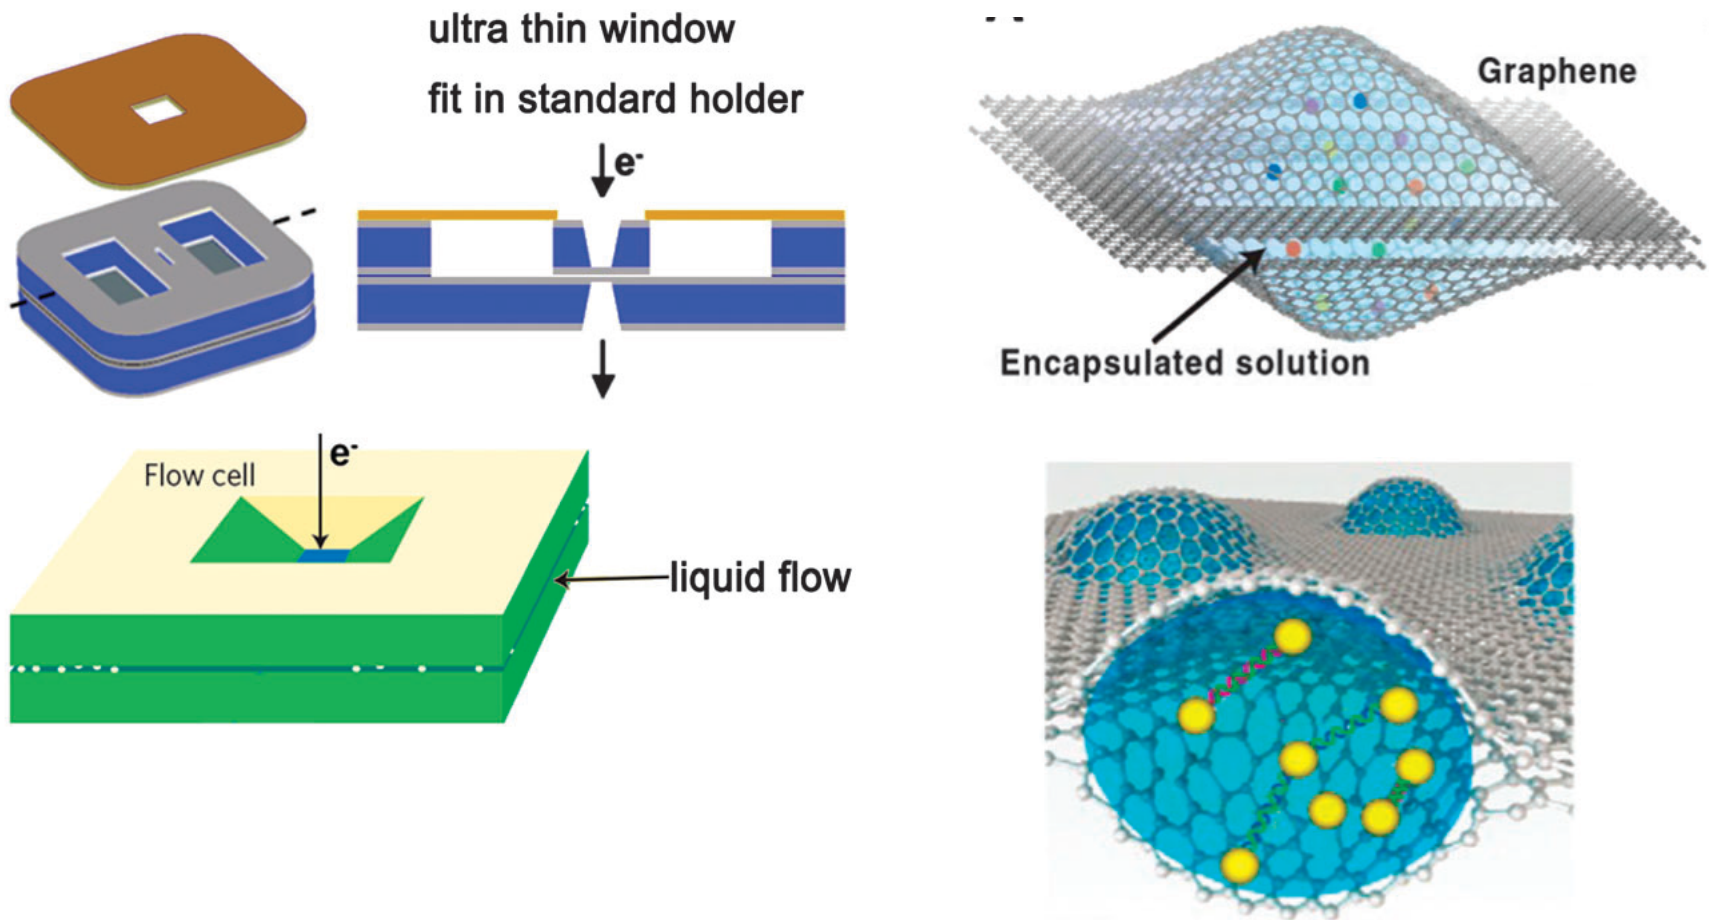 ultra thin window
fit in standard holder
e-
Flow cell
e-
liquid flow
Graphene
Encapsulated solution